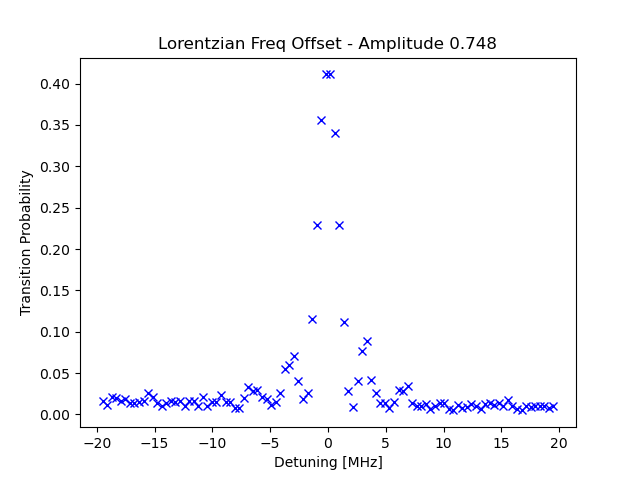 Lorentzian Freq Offset - Amplitude 0.748
Transition Probability
0.40
0.35
0.30
0.25
0.20
0.15
0.10
0.05
0.00
−20 −15 −10 −5 0 5 10 15 20
Detuning [MHz]